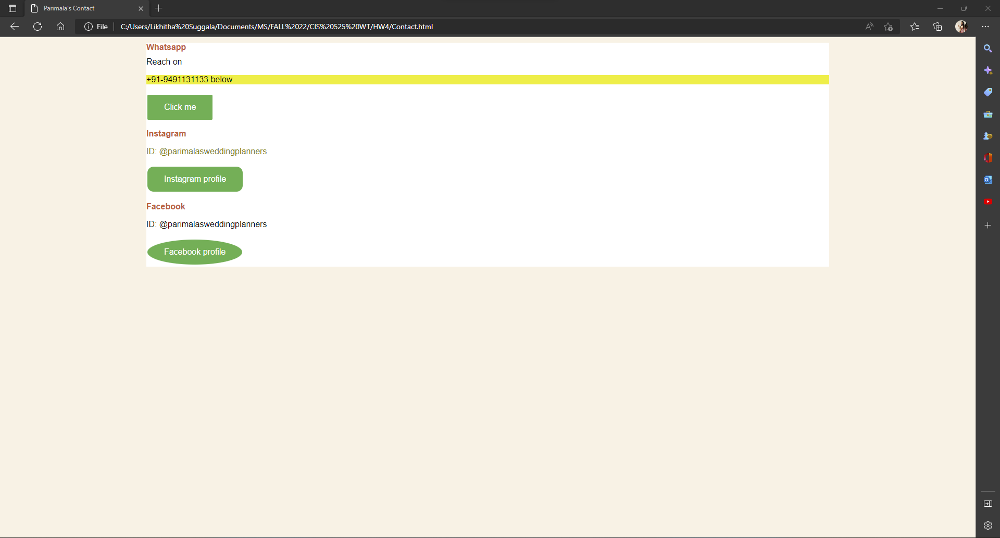 Parimala's Contact
File
C:/Users/Likhitha%20Suggala/Documents/MS/FALL%2022/CIS%20525%20WT/HW4/Contact.html
Whatsapp
Reach on
+91-9491131133 below
Click me
Instagram
ID: @parimalasweddingplanners
Instagram profile
Facebook
ID: @parimalasweddingplanners
Facebook profile